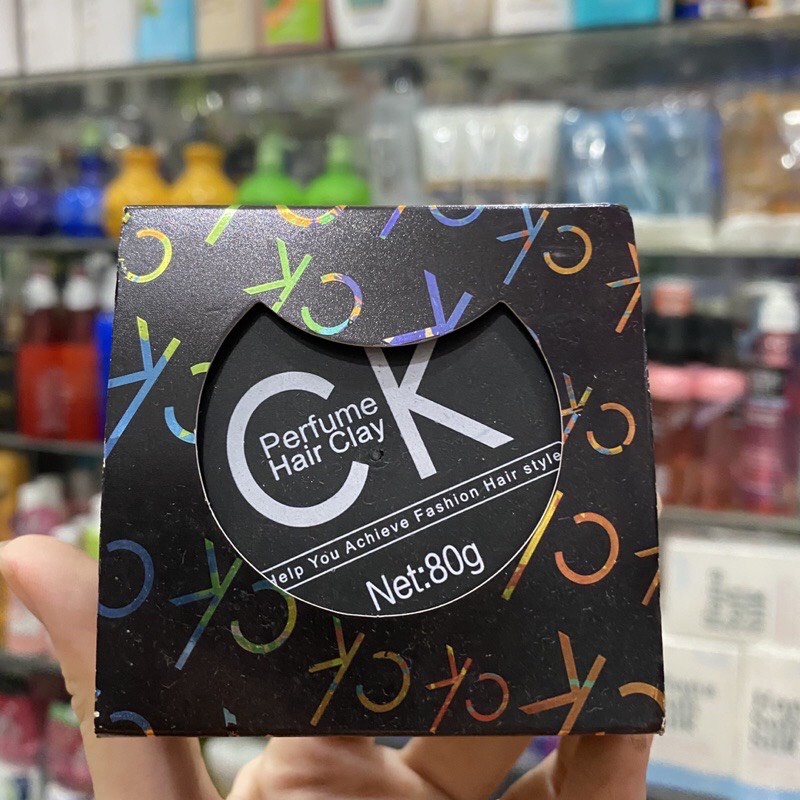 CK
Perfume
Hair Clay
Help You Achieve Fashion Hair style
Net:80g